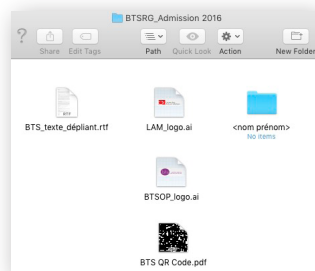 BTSRG_Admission 2016
?
Share Edit Tags Path Quick Look Action New Folder
RTF
BTS_texte_dépliant.rtf LAM_logo.ai <nom prénom>
No items
BTSOP_logo.ai
BTS QR Code.pdf